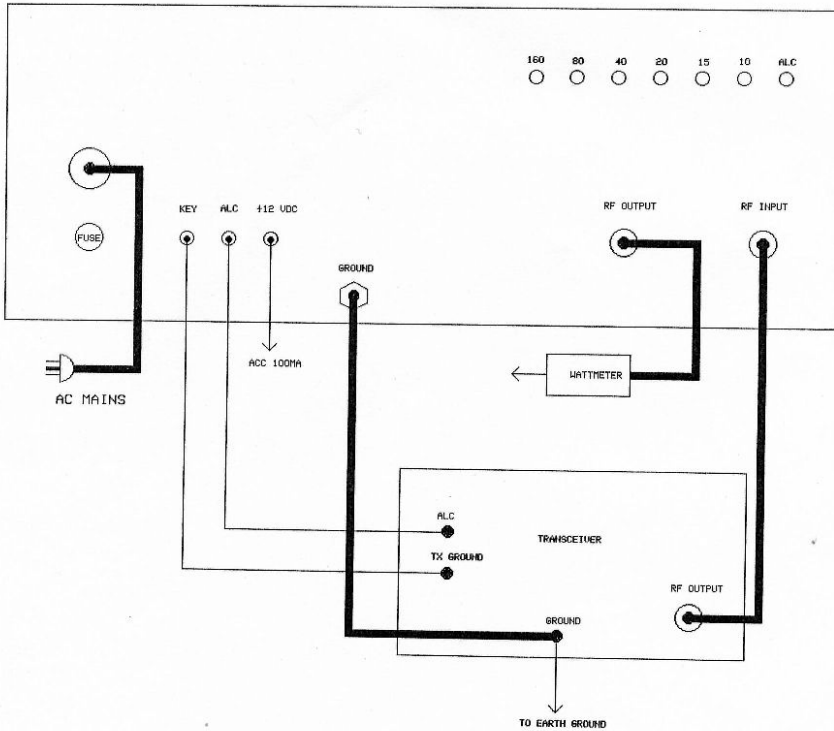 160 80 40 20 15 10 ALC
KEY ALC +12 VDC
RF OUTPUT RF INPUT
FUSE
GROUND
ACC 100MA
WATTMETER
AC MAINS
ALC
TRANSCEIVER
TX GROUND
RF OUTPUT
GROUND
TO EARTH GROUND